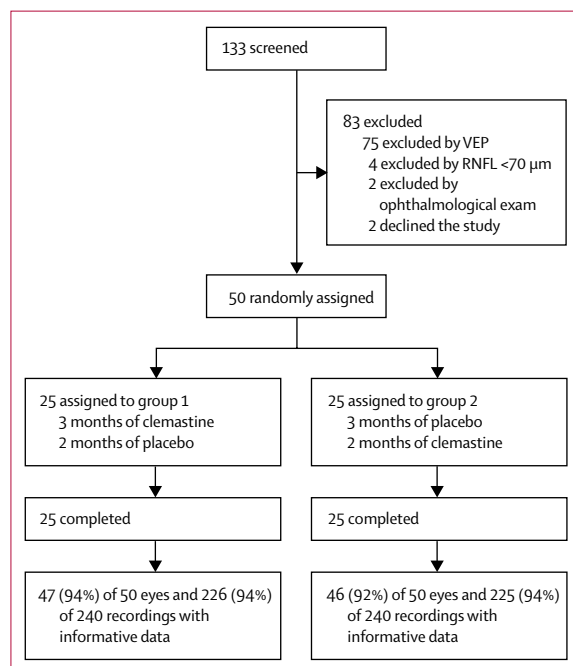 133 screened
83 excluded
75 excluded by VEP
4 excluded by RNFL <70 μm
2 excluded by
ophthalmological exam
2 declined the study
50 randomly assigned
25 assigned to group 1
3 months of clemastine
2 months of placebo
25 assigned to group 2
3 months of placebo
2 months of clemastine
25 completed
25 completed
47 (94%) of 50 eyes and 226 (94%)
of 240 recordings with
informative data
46 (92%) of 50 eyes and 225 (94%)
of 240 recordings with
informative data